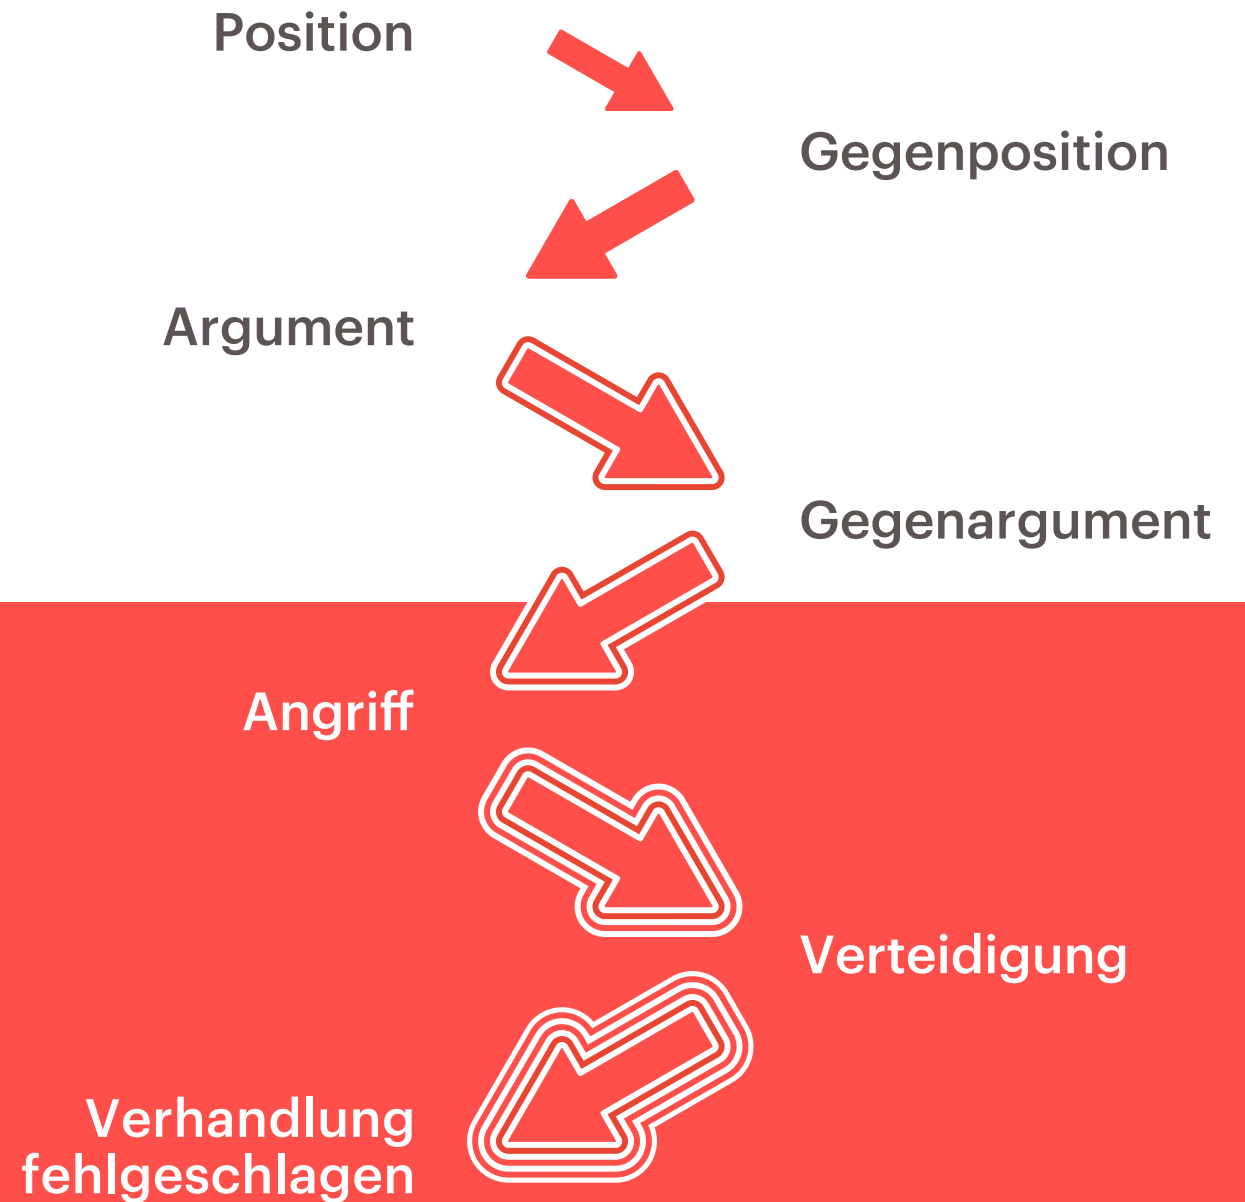 Position
Gegenposition
Argument
Gegenargument
Angriff
Verteidigung
Verhandlung
fehlgeschlagen